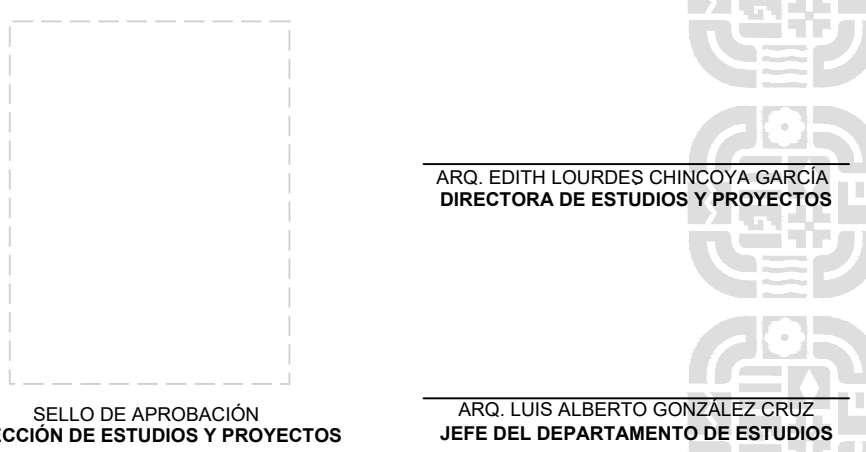 ARQ. EDITH LOURDES CHINCOYA GARCÍA
DIRECTORA DE ESTUDIOS Y PROYECTOS
SELLO DE APROBACIÓN
ECCIÓN DE ESTUDIOS Y PROYECTOS
ARQ. LUIS ALBERTO GONZÁLEZ CRUZ
JEFE DEL DEPARTAMENTO DE ESTUDIOS